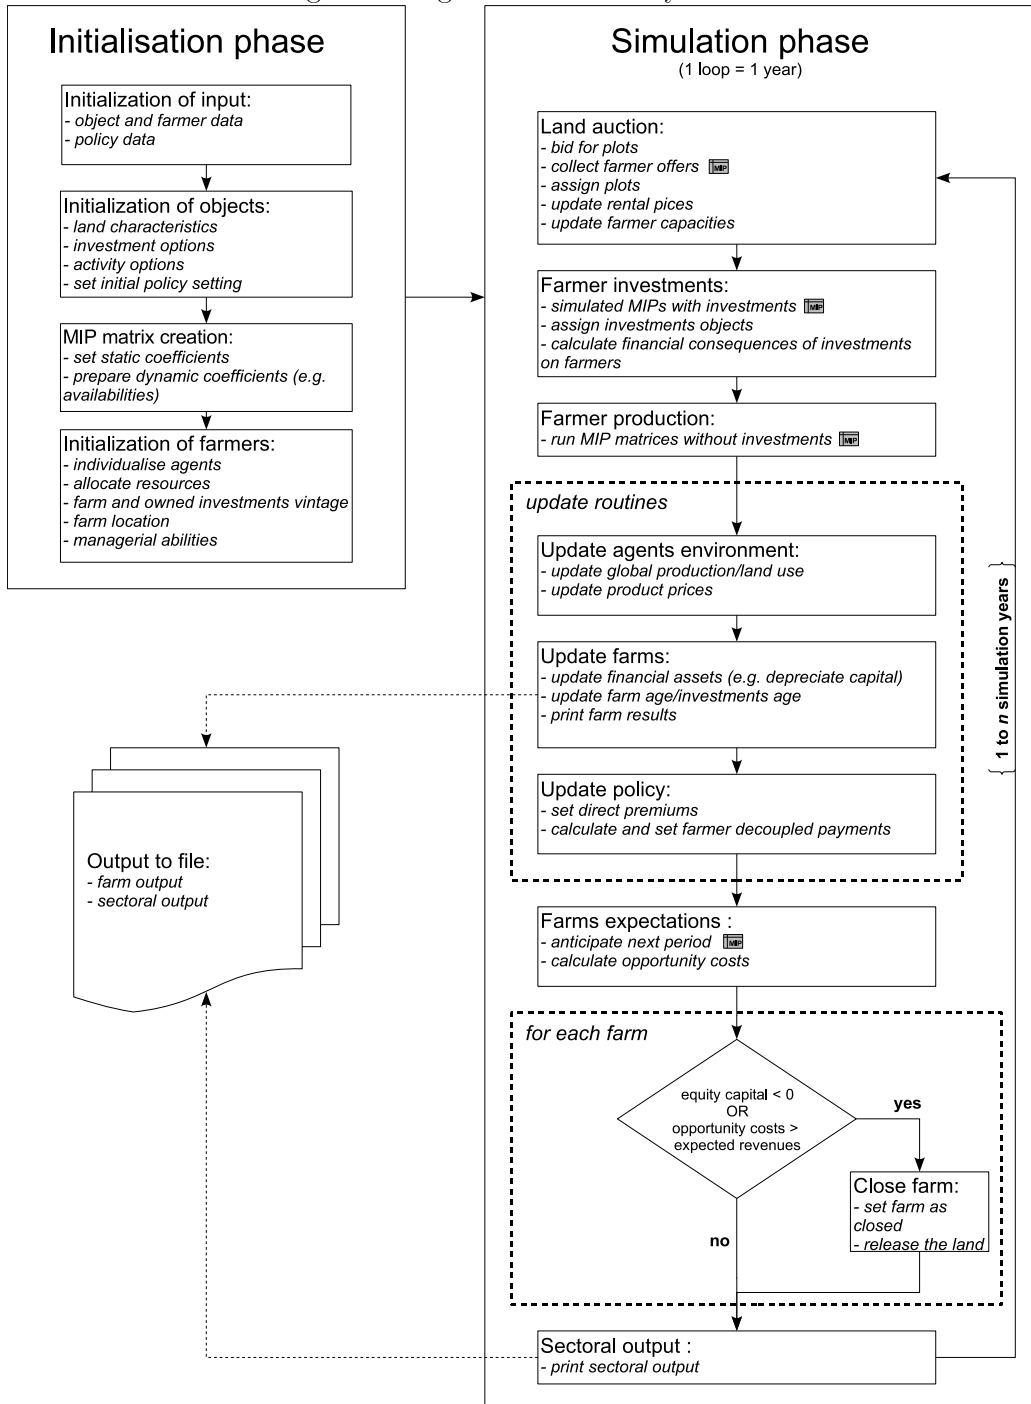 Initialisation phase
Initialization of input:
- object and farmer data
- policy data
Initialization of objects:
- land characteristics
- investment options
- activity options
- set initial policy setting
MIP matrix creation:
- set static coefficients
- prepare dynamic coefficients (e.g.
availabilities)
Initialization of farmers:
- individualise agents
- allocate resources
- farm and owned investments vintage
- farm location
- managerial abilities
Output to file:
- farm output
- sectoral output
Simulation phase
(1 loop = 1 year)
Land auction:
- bid for plots
- collect farmer offers MIP
- assign plots
- update rental pices
- update farmer capacities
Farmer investments:
- simulated MIPs with investments MIP
- assign investments objects
- calculate financial consequences of investments
on farmers
Farmer production:
- run MIP matrices without investments MIP
update routines
Update agents environment:
- update global production/land use
- update product prices
Update farms:
- update financial assets (e.g. depreciate capital)
- update farm age/investments age
- print farm results
Update policy:
- set direct premiums
- calculate and set farmer decoupled payments
Farms expectations :
- anticipate next period MIP
- calculate opportunity costs
for each farm
equity capital < 0
OR
opportunity costs >
expected revenues
yes
no
Close farm:
- set farm as
closed
- release the land
Sectoral output :
- print sectoral output
1 to n simulation years